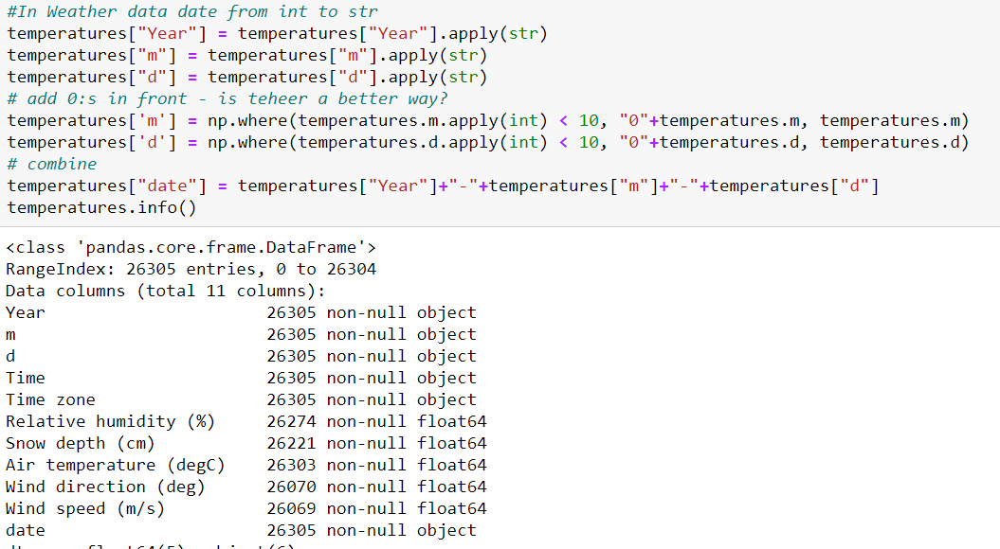 #In Weather data date from int to str
temperatures["Year"] = temperatures["Year"].apply(str)
temperatures["m"] = temperatures["m"].apply(str)
temperatures["d"] = temperatures["d"].apply(str)
# add 0:s in front - is teheer a better way?
temperatures['m'] = np.where(temperatures.m.apply(int) < 10, "0"+temperatures.m, temperatures.m)
temperatures['d'] = np.where(temperatures.d.apply(int) < 10, "0"+temperatures.d, temperatures.d)
# combine
temperatures["date"] = temperatures["Year"]+"-"+temperatures["m"]+"-"+temperatures["d"]
temperatures.info()
<class 'pandas.core.frame.DataFrame'>
RangeIndex: 26305 entries, 0 to 26304
Data columns (total 11 columns):
Year 26305 non-null object
m 26305 non-null object
d 26305 non-null object
Time 26305 non-null object
Time zone 26305 non-null object
Relative humidity (%) 26274 non-null float64
Snow depth (cm) 26221 non-null float64
Air temperature (degC) 26303 non-null float64
Wind direction (deg) 26070 non-null float64
Wind speed (m/s) 26069 non-null float64
date 26305 non-null object